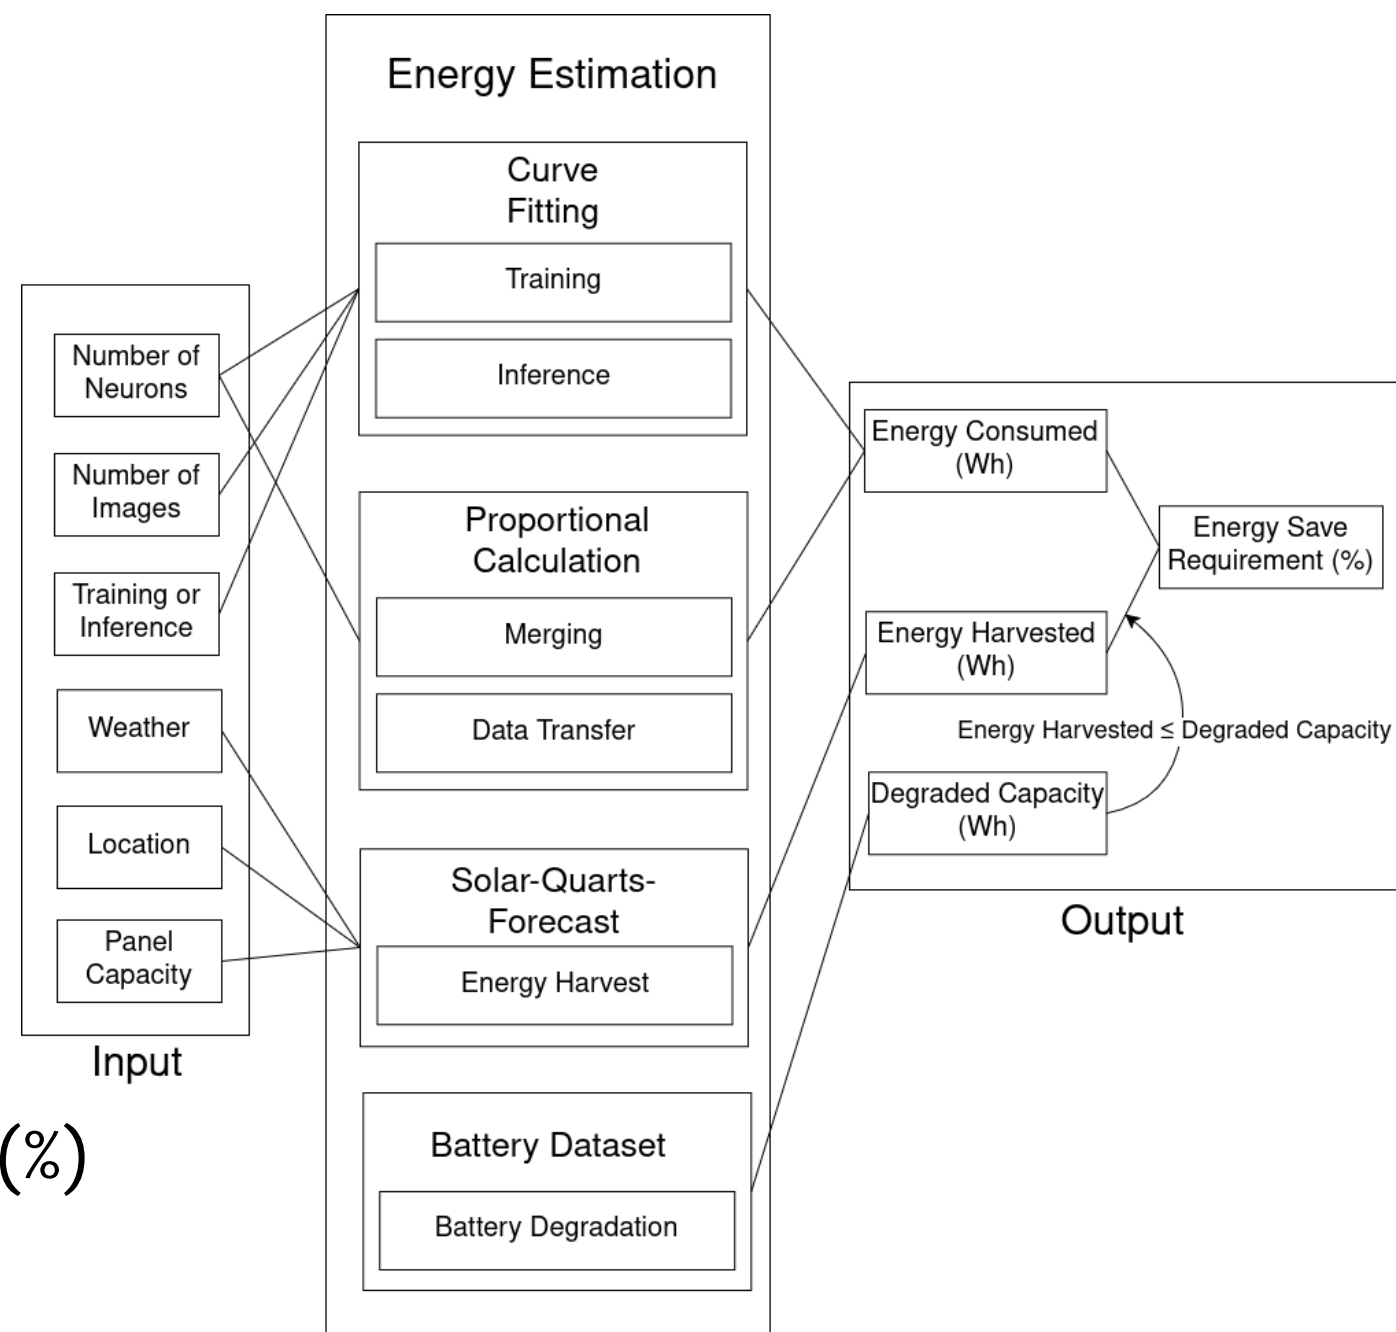 Energy Estimation
Curve
Fitting
Training
Inference
Number of
Neurons
Number of
Images
Training or
Inference
Weather
Location
Panel
Capacity
Input
Proportional
Calculation
Merging
Data Transfer
Solar-Quarts-
Forecast
Energy Harvest
Battery Dataset
Battery Degradation
Energy Consumed
(Wh)
Energy Save
Requirement (%)
Energy Harvested
(Wh)
Energy Harvested ≤ Degraded Capacity
Degraded Capacity
(Wh)
Output
(%)